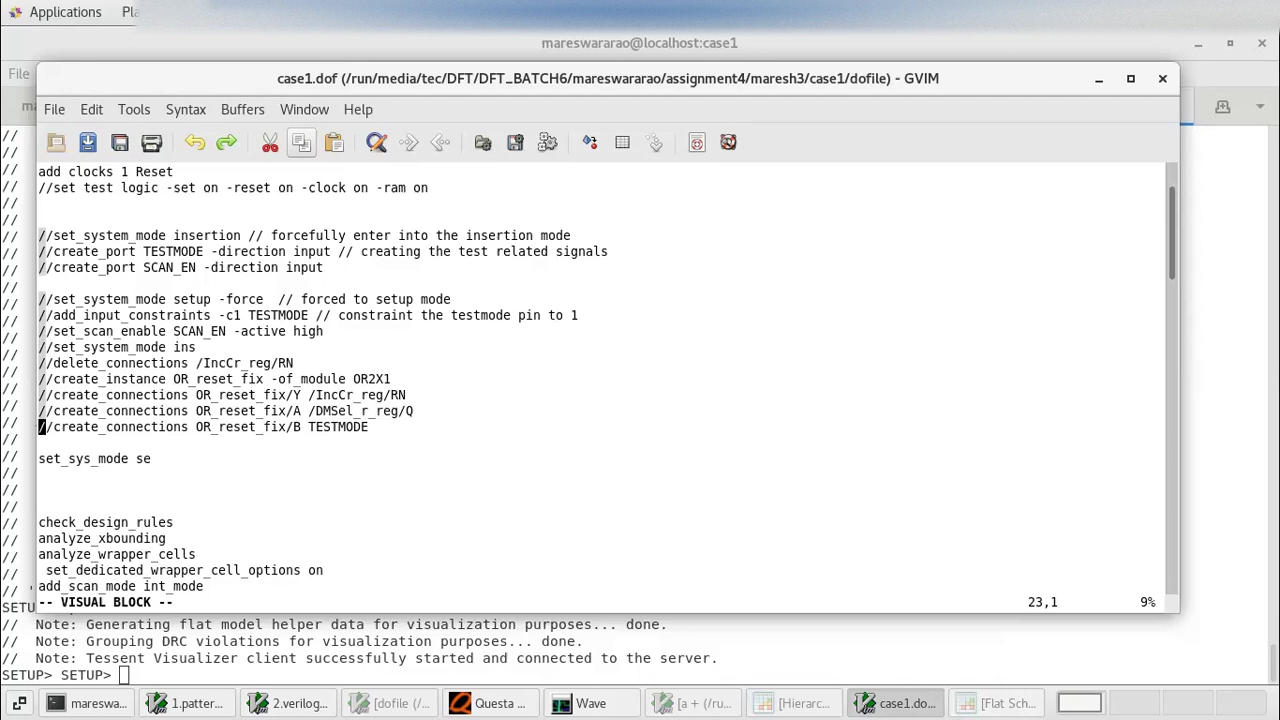 Applications Pla
mareswararao@localhost:case1
File
case1.dof (/run/media/tec/DFT/DFT_BATCH6/mareswararao/assignment4/maresh3/case1/dofile) - GVIM
File Edit Tools Syntax Buffers Window Help
add clocks 1 Reset
//set test logic -set on -reset on -clock on -ram on
//set_system_mode insertion // forcefully enter into the insertion mode
//create_port TESTMODE -direction input // creating the test related signals
//create_port SCAN_EN -direction input
//set_system_mode setup -force  // forced to setup mode
//add_input_constraints -c1 TESTMODE // constraint the testmode pin to 1
//set_scan_enable SCAN_EN -active high
//set_system_mode ins
//delete_connections /IncCr_reg/RN
//create_instance OR_reset_fix -of_module OR2X1
//create_connections OR_reset_fix/Y /IncCr_reg/RN
//create_connections OR_reset_fix/A /DMSel_r_reg/Q
//create_connections OR_reset_fix/B TESTMODE
set_sys_mode se
check_design_rules
analyze_xbounding
analyze_wrapper_cells
set_dedicated_wrapper_cell_options on
add_scan_mode int_mode
-- VISUAL BLOCK -- 23,1 9%
//  Note: Generating flat model helper data for visualization purposes... done.
//  Note: Grouping DRC violations for visualization purposes... done.
//  Note: Tessent Visualizer client successfully started and connected to the server.
SETUP> SETUP>
mareswa... 1.patter... 2.verilog... [dofile (/... Questa ... Wave [a + (/ru... [Hierarc... case1.do... [Flat Sch...